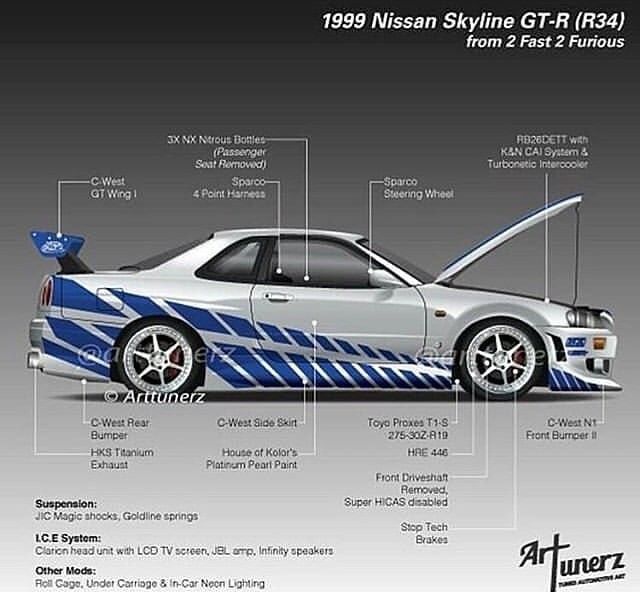 1999 Nissan Skyline GT-R (R34)
from 2 Fast 2 Furious
3X NX Nitrous Bottles
(Passenger
Seat Removed)
RB26DETT with
K&N CAI System &
Turbonetic Intercooler
C-West
GT Wing I
Sparco
4 Point Harness
Sparco
Steering Wheel
@arttunerz
@arttunerz
© Arttunerz
C-West Rear
Bumper
C-West Side Skirt
Toyo Proxes T1-S
275-30Z-R19
C-West N1
Front Bumper II
HKS Titanium
Exhaust
House of Kolor's
Platinum Pearl Paint
HRE 446
Front Driveshaft
Removed,
Super HICAS disabled
Stop Tech
Brakes
Suspension:
JIC Magic shocks, Goldline springs
I.C.E System:
Clarion head unit with LCD TV screen, JBL amp, Infinity speakers
Other Mods:
Roll Cage, Under Carriage & In-Car Neon Lighting
ArtTunerz
TUNED AUTOMOTIVE ART